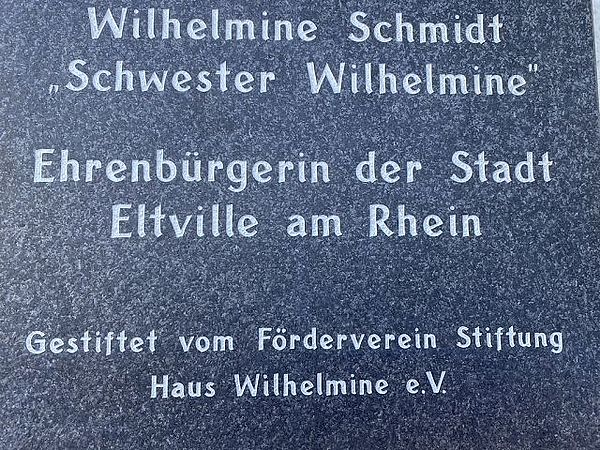 Wilhelmine Schmidt
„Schwester Wilhelmine"
Ehrenbürgerin der Stadt
Eltville am Rhein
Gestiftet vom Förderverein Stiftung
Haus Wilhelmine e.V.